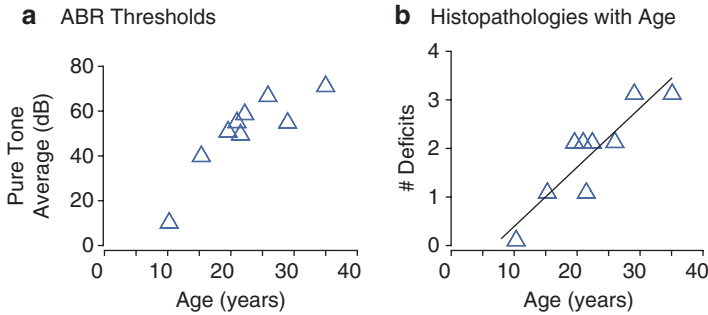 a ABR Thresholds
Pure Tone
Average (dB)
80
60
40
20
0
0 10 20 30 40
Age (years)
b Histopathologies with Age
# Deficits
4
3
2
1
0
0 10 20 30 40
Age (years)